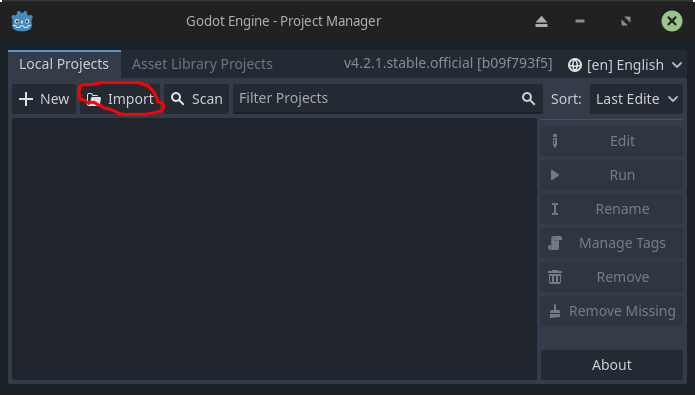 Godot Engine - Project Manager
Local Projects Asset Library Projects v4.2.1.stable.official [b09f793f5] [en] English
New Import Scan Filter Projects Sort: Last Edite
Edit
Run
Rename
Manage Tags
Remove
Remove Missing
About